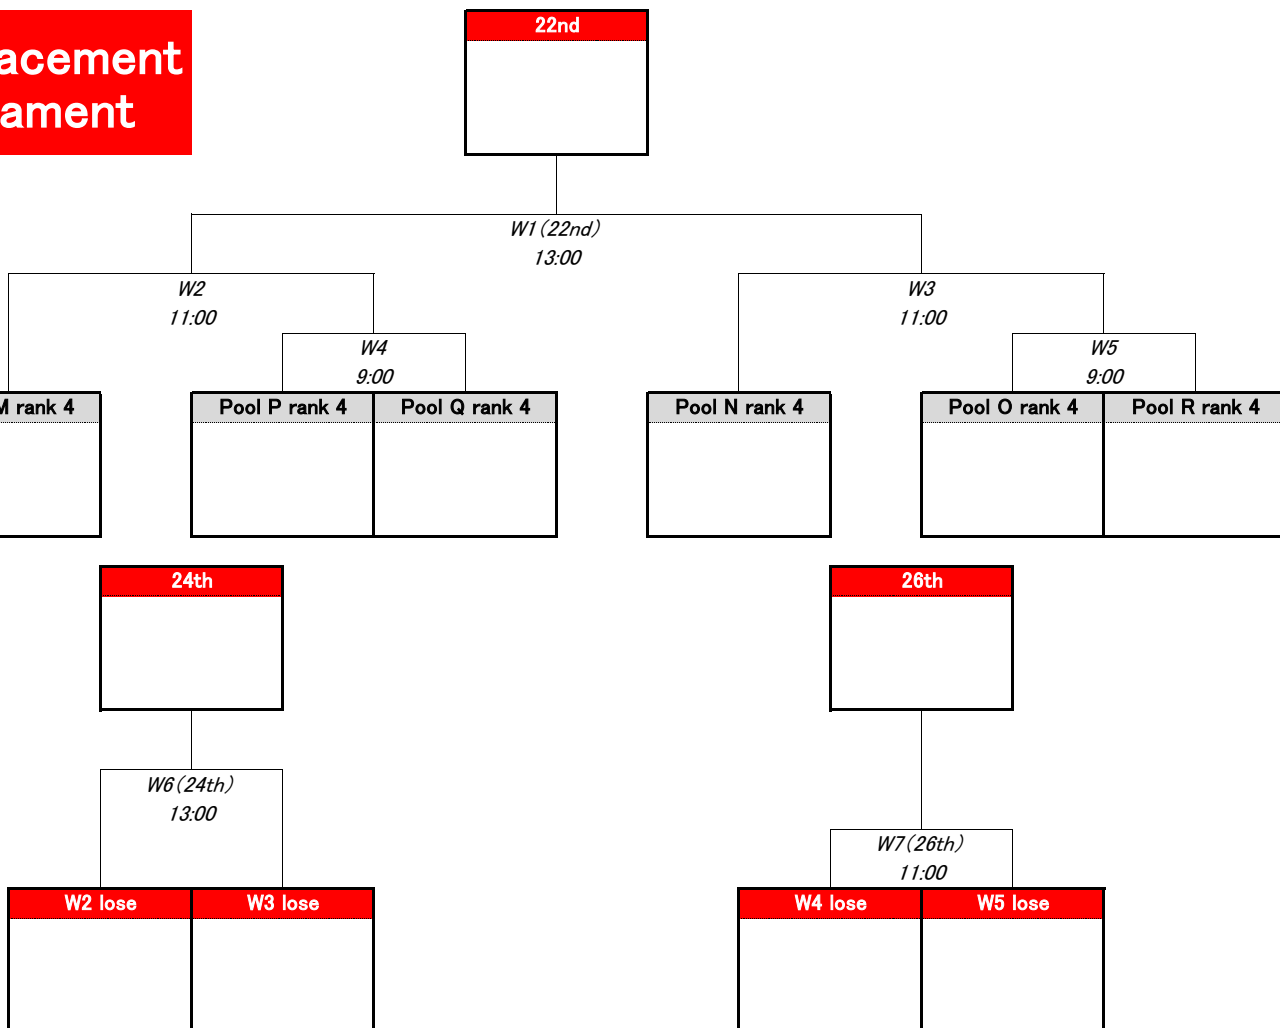 22nd
acement
ament
W1(22nd)
13:00
W2
11:00
W3
11:00
W4
9:00
W5
9:00
M rank 4
Pool P rank 4
Pool Q rank 4
Pool N rank 4
Pool O rank 4
Pool R rank 4
24th
26th
W6(24th)
13:00
W7(26th)
11:00
W2 lose
W3 lose
W4 lose
W5 lose